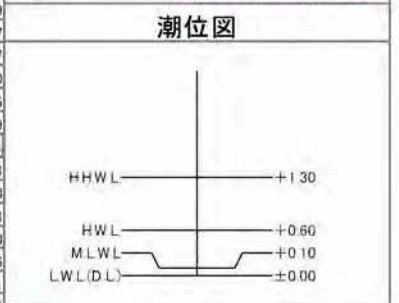 潮位図
HHWL +1.30
HWL +0.60
MLWL +0.10
LWL(DL) ±0.00